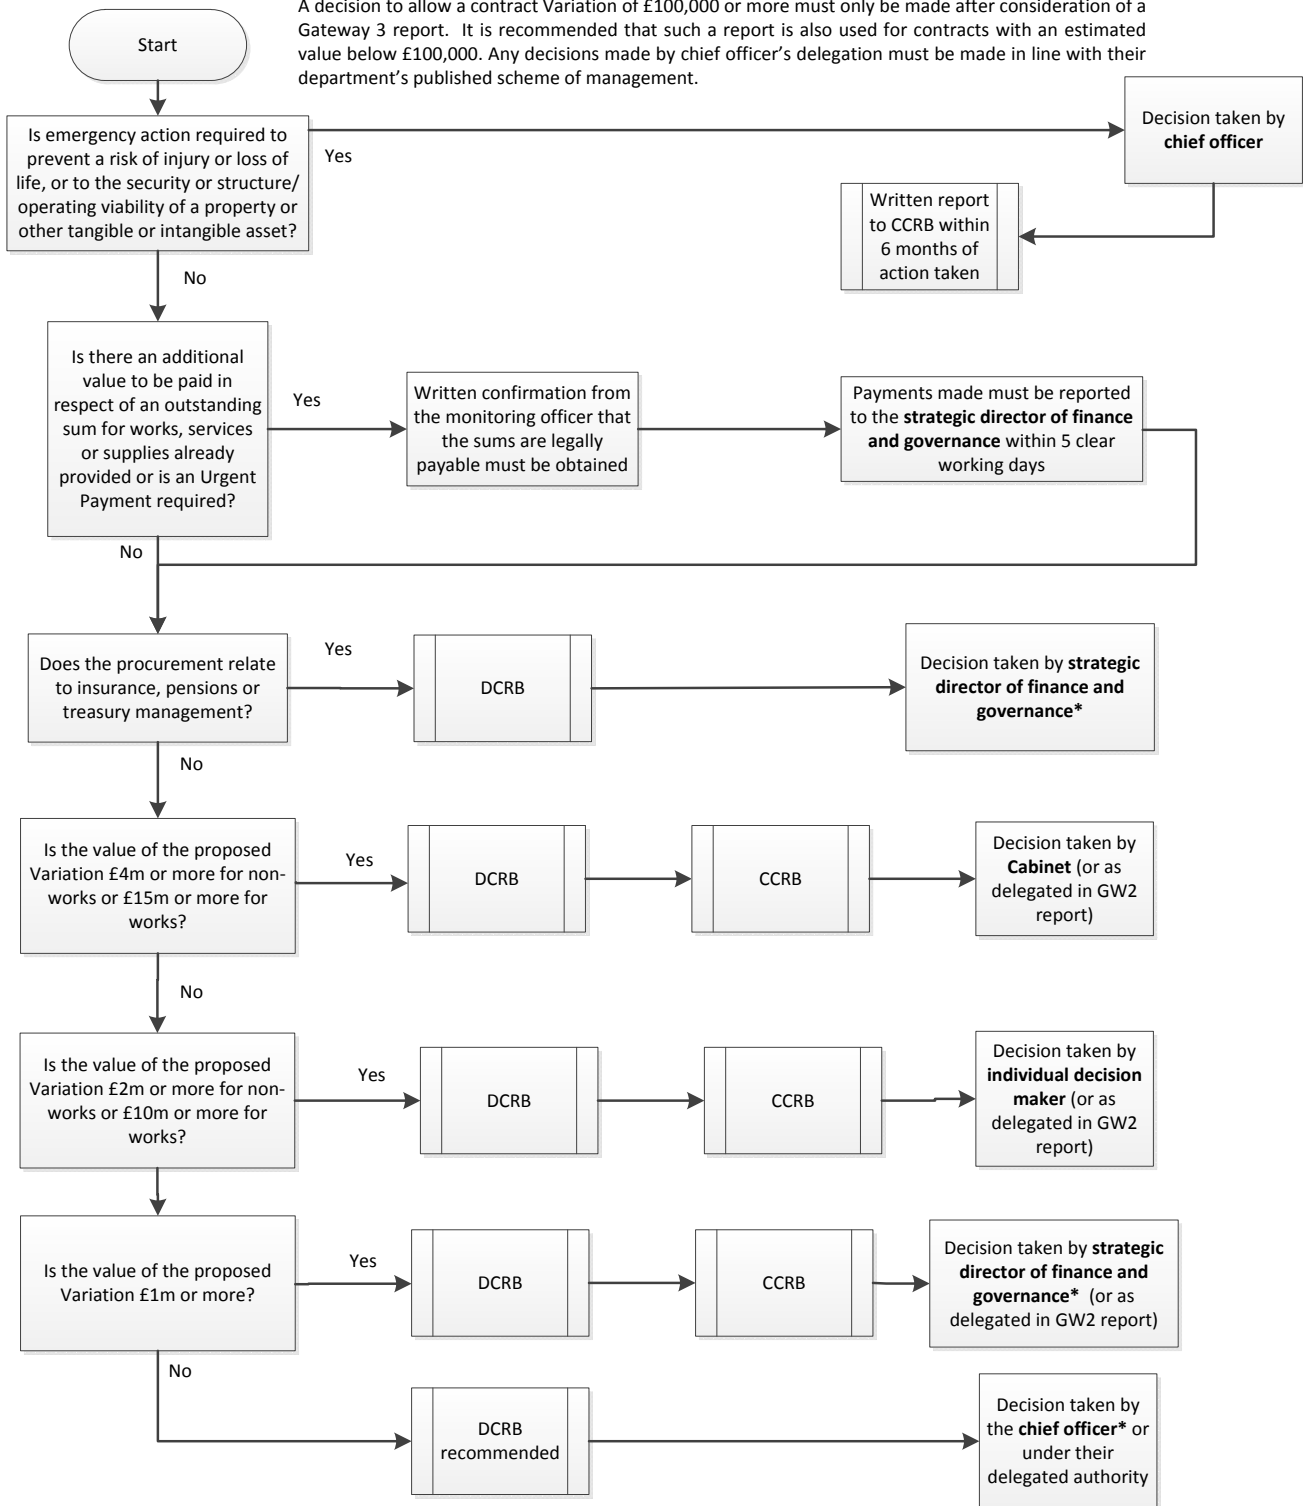 A decision to allow a contract Variation of £100,000 or more must only be made after consideration of a
Gateway 3 report. It is recommended that such a report is also used for contracts with an estimated
value below £100,000. Any decisions made by chief officer's delegation must be made in line with their
department's published scheme of management.
Start
Is emergency action required to
prevent a risk of injury or loss of
life, or to the security or structure/
operating viability of a property or
other tangible or intangible asset?
Yes
Decision taken by
chief officer
Written report
to CCRB within
6 months of
action taken
No
Is there an additional
value to be paid in
respect of an outstanding
sum for works, services
or supplies already
provided or is an Urgent
Payment required?
Yes
Written confirmation from
the monitoring officer that
the sums are legally
payable must be obtained
Payments made must be reported
to the strategic director of finance
and governance within 5 clear
working days
No
Does the procurement relate
to insurance, pensions or
treasury management?
Yes
DCRB
Decision taken by strategic
director of finance and
governance*
No
Is the value of the proposed
Variation £4m or more for non-
works or £15m or more for
works?
Yes
DCRB
CCRB
Decision taken by
Cabinet (or as
delegated in GW2
report)
No
Is the value of the proposed
Variation £2m or more for non-
works or £10m or more for
works?
Yes
DCRB
CCRB
Decision taken by
individual decision
maker (or as
delegated in GW2
report)
Is the value of the proposed
Variation £1m or more?
Yes
DCRB
CCRB
Decision taken by strategic
director of finance and
governance* (or as
delegated in GW2 report)
No
DCRB
recommended
Decision taken by
the chief officer* or
under their
delegated authority